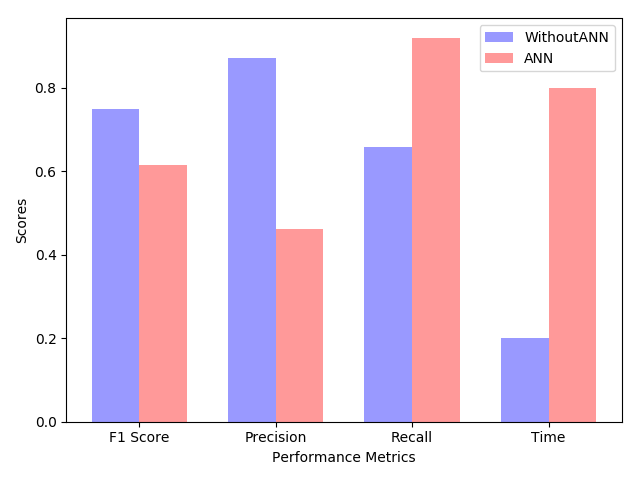 WithoutANN
ANN
Scores
0.8
0.6
0.4
0.2
0.0
F1 Score
Precision
Recall
Time
Performance Metrics